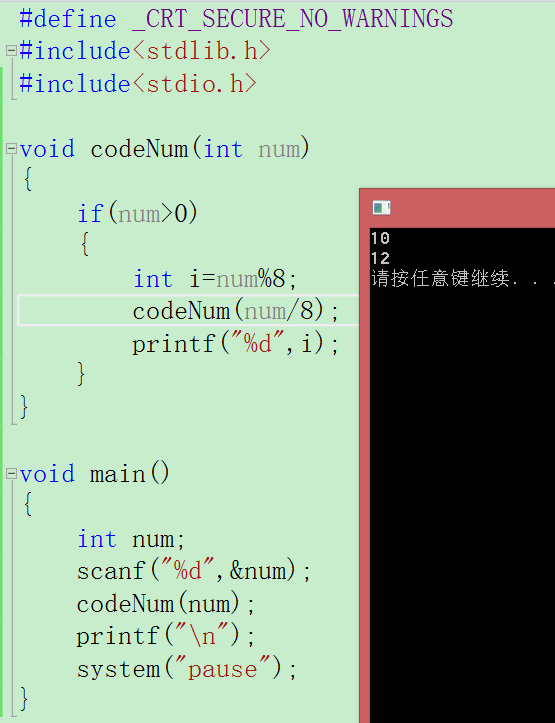 #define _CRT_SECURE_NO_WARNINGS
#include<stdlib.h>
#include<stdio.h>
void codeNum(int num)
{
if(num>0)
{
int i=num%8;
codeNum(num/8);
printf("%d",i);
}
}
void main()
{
int num;
scanf("%d",&num);
codeNum(num);
printf("\n");
system("pause");
}
10
12
请按任意键继续. . .